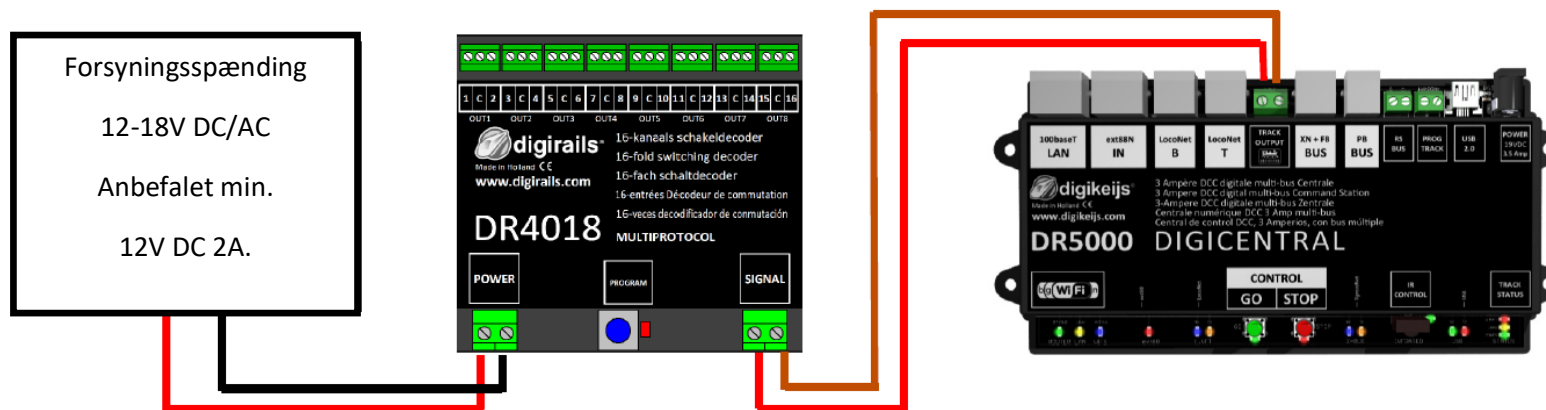 Forsyningsspænding
12-18V DC/AC
Anbefalet min.
12V DC 2A.
1 C 2 3 C 4 5 C 6 7 C 8 9 C 10 11 C 12 13 C 14 15 C 16
OUT1 OUT2 OUT3 OUT4 OUT5 OUT6 OUT7 OUT8
digirails
Made in Holland CE
www.digirails.com
16-kanaals schakeldecoder
16-fold switching decoder
16-fach schaltdecoder
16-entrées Décodeur de commutation
16-veces decodificador de conmutación
DR4018 MULTIPROTOCOL
POWER
PROGRAM
SIGNAL
100baseT LAN
ext88N IN
LocoNet B
LocoNet T
TRACK OUTPUT
XN + FB BUS
PB BUS
RS BUS
PROG TRACK
USB 2.0
POWER 19VDC 3.5 Amp
digikeijs
Made in Holland CE
www.digikeijs.com
3 Ampère DCC digitale multi-bus Centrale
3 Ampere DCC digital multi-bus Command Station
3-Ampere DCC digitale multi-bus Zentrale
Centrale numérique DCC 3 Amp multi-bus
Central de control DCC, 3 Amperios, con bus múltiple
DR5000 DIGICENTRAL
bg WiFi n
CONTROL
GO STOP
IR CONTROL
TRACK STATUS